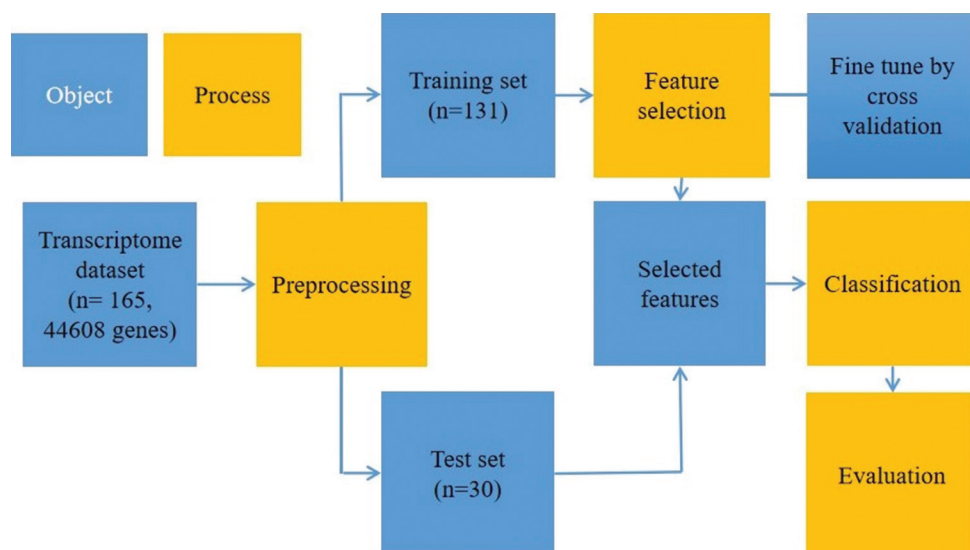 Object
Process
Training set
(n=131)
Feature
selection
Fine tune by
cross
validation
Transcriptome
dataset
(n= 165,
44608 genes)
Preprocessing
Selected
features
Classification
Test set
(n=30)
Evaluation